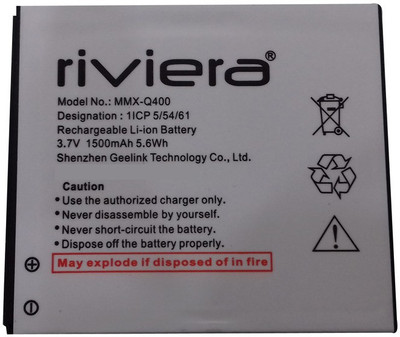 riviera®
Model No.: MMX-Q400
Designation : 1ICP 5/54/61
Rechargeable Li-ion Battery
3.7V 1500mAh 5.6Wh
Shenzhen Geelink Technology Co., Ltd.
Caution
• Use the authorized charger only.
• Never disassemble by yourself.
• Never short-circuit the battery.
• Dispose off the battery properly.
May explode if disposed of in fire